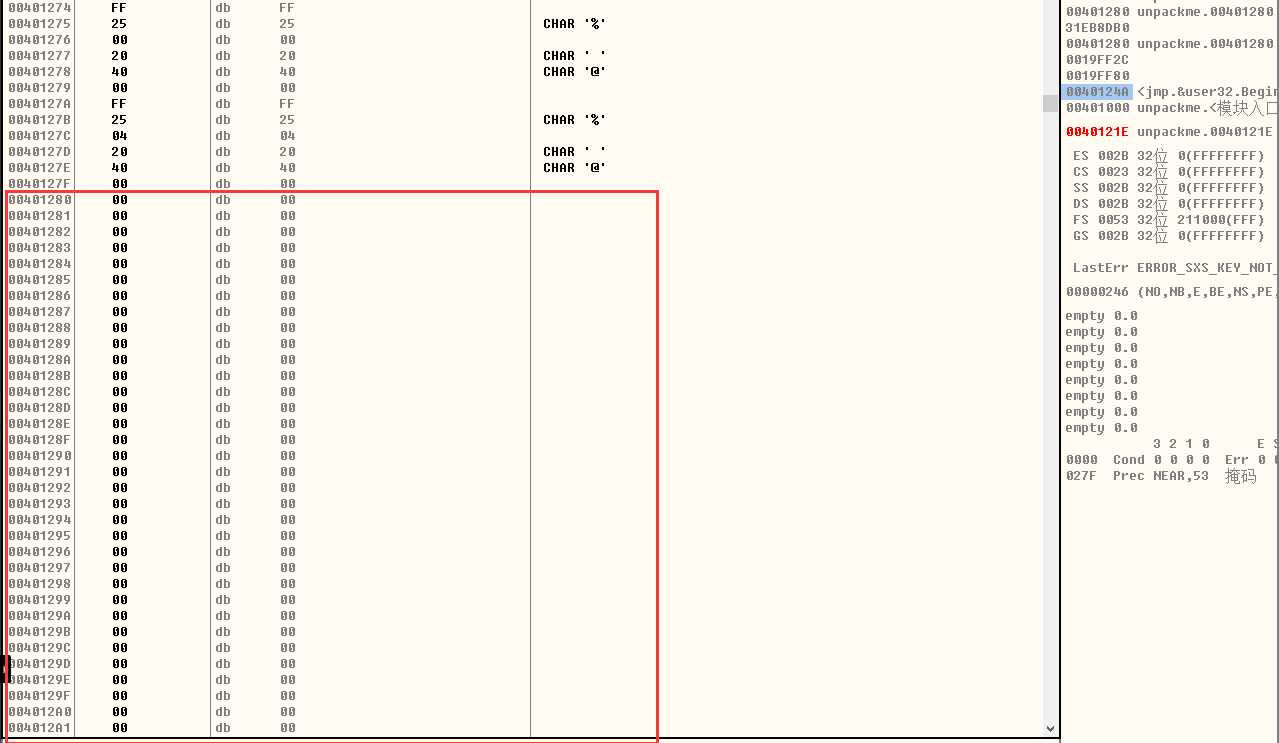 00401274 FF db FF
00401275 25 db 25 CHAR '%'
00401276 00 db 00
00401277 20 db 20 CHAR ' '
00401278 40 db 40 CHAR '@'
00401279 00 db 00
0040127A FF db FF
0040127B 25 db 25 CHAR '%'
0040127C 04 db 04
0040127D 20 db 20 CHAR ' '
0040127E 40 db 40 CHAR '@'
0040127F 00 db 00
00401280 00 db 00
00401281 00 db 00
00401282 00 db 00
00401283 00 db 00
00401284 00 db 00
00401285 00 db 00
00401286 00 db 00
00401287 00 db 00
00401288 00 db 00
00401289 00 db 00
0040128A 00 db 00
0040128B 00 db 00
0040128C 00 db 00
0040128D 00 db 00
0040128E 00 db 00
0040128F 00 db 00
00401290 00 db 00
00401291 00 db 00
00401292 00 db 00
00401293 00 db 00
00401294 00 db 00
00401295 00 db 00
00401296 00 db 00
00401297 00 db 00
00401298 00 db 00
00401299 00 db 00
0040129A 00 db 00
0040129B 00 db 00
0040129C 00 db 00
0040129D 00 db 00
0040129E 00 db 00
0040129F 00 db 00
004012A0 00 db 00
004012A1 00 db 00
00401280 unpackme.00401280
31EB8DB0
00401280 unpackme.00401280
0019FF2C
0019FF80
0040124A <jmp.&user32.Begin
00401000 unpackme.<模块入口
0040121E unpackme.0040121E
ES 002B 32位 0(FFFFFFFF)
CS 0023 32位 0(FFFFFFFF)
SS 002B 32位 0(FFFFFFFF)
DS 002B 32位 0(FFFFFFFF)
FS 0053 32位 211000(FFF)
GS 002B 32位 0(FFFFFFFF)
LastErr ERROR_SXS_KEY_NOT_
00000246 (NO,NB,E,BE,NS,PE,
empty 0.0
empty 0.0
empty 0.0
empty 0.0
empty 0.0
empty 0.0
empty 0.0
empty 0.0
3 2 1 0 E S
0000 Cond 0 0 0 0 Err 0 0
027F Prec NEAR,53 掩码